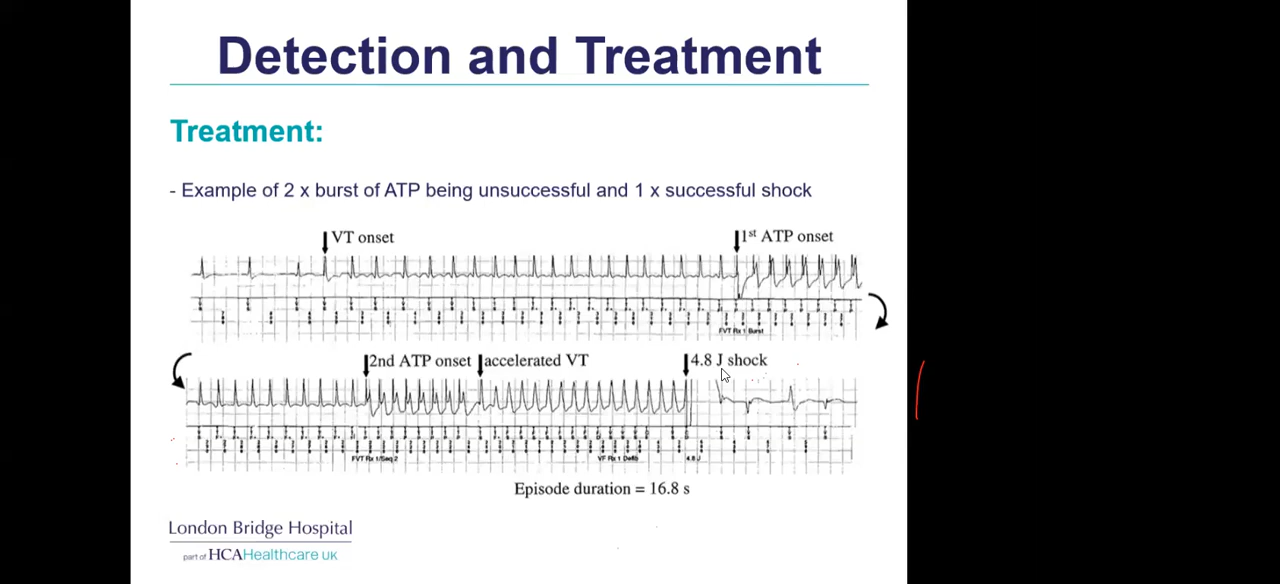 Detection and Treatment
Treatment:
- Example of 2 x burst of ATP being unsuccessful and 1 x successful shock
VT onset
1st ATP onset
FVT Rx 1 Burst
2nd ATP onset
accelerated VT
4.8 J shock
FVT Rx 1/Seq 2
VF Rx 1 Defib
4.8 J
Episode duration = 16.8 s
London Bridge Hospital
part of HCAHealthcare UK